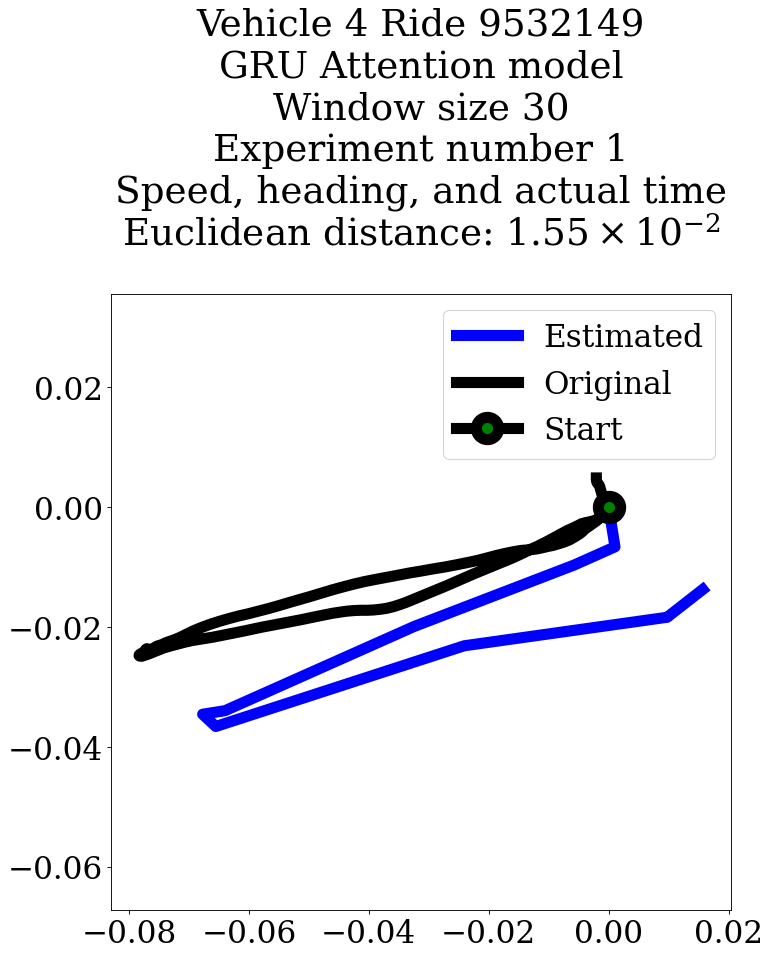 Vehicle 4 Ride 9532149
GRU Attention model
Window size 30
Experiment number 1
Speed, heading, and actual time
Euclidean distance: 1.55 × 10⁻²
Estimated
Original
Start
0.02
0.00
−0.02
−0.04
−0.06
−0.08 −0.06 −0.04 −0.02 0.00 0.02